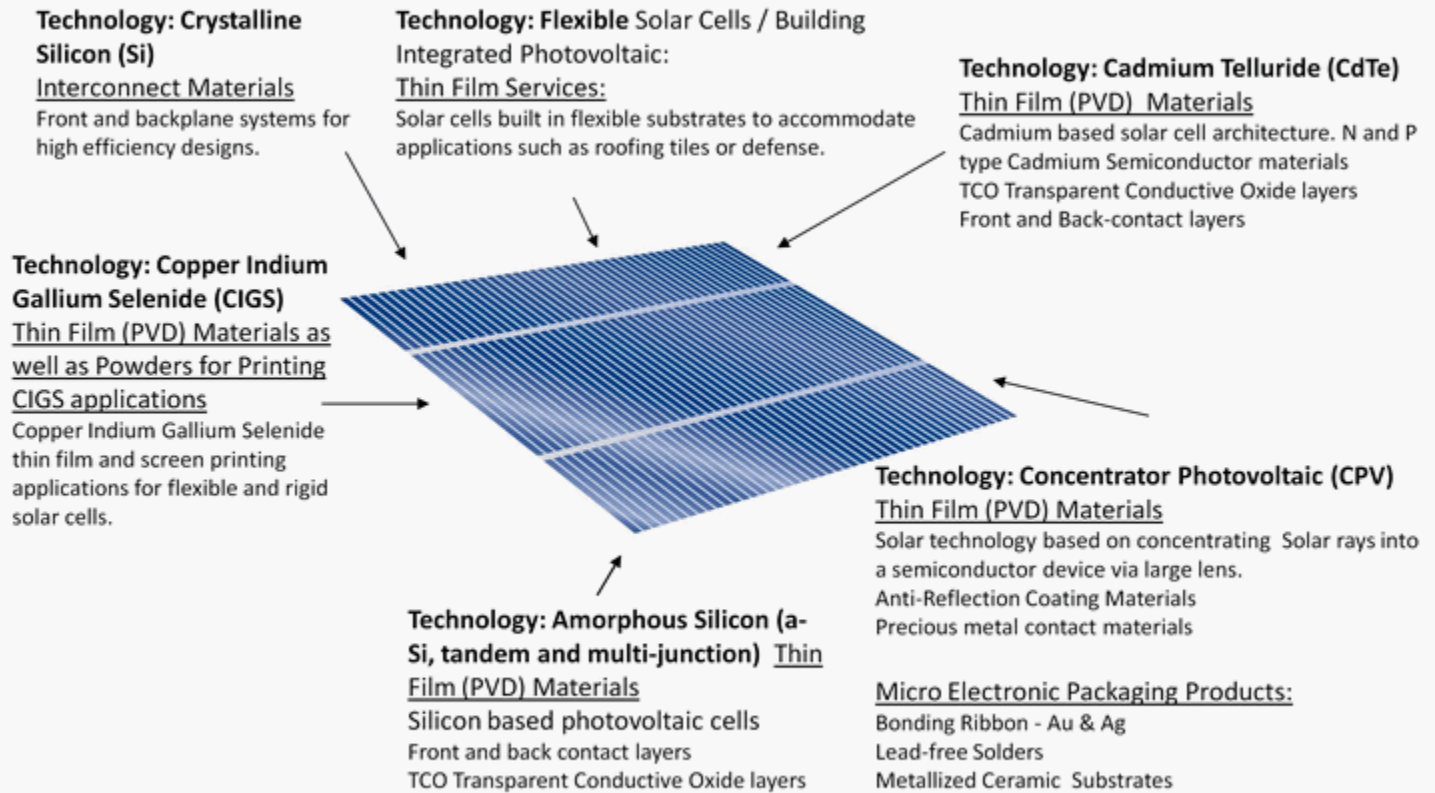 Technology: Crystalline
Silicon (Si)
Interconnect Materials
Front and backplane systems for
high efficiency designs.
Technology: Flexible Solar Cells / Building
Integrated Photovoltaic:
Thin Film Services:
Solar cells built in flexible substrates to accommodate
applications such as roofing tiles or defense.
Technology: Cadmium Telluride (CdTe)
Thin Film (PVD) Materials
Cadmium based solar cell architecture. N and P
type Cadmium Semiconductor materials
TCO Transparent Conductive Oxide layers
Front and Back-contact layers
Technology: Copper Indium
Gallium Selenide (CIGS)
Thin Film (PVD) Materials as
well as Powders for Printing
CIGS applications
Copper Indium Gallium Selenide
thin film and screen printing
applications for flexible and rigid
solar cells.
Technology: Concentrator Photovoltaic (CPV)
Thin Film (PVD) Materials
Solar technology based on concentrating Solar rays into
a semiconductor device via large lens.
Anti-Reflection Coating Materials
Precious metal contact materials
Micro Electronic Packaging Products:
Bonding Ribbon - Au & Ag
Lead-free Solders
Metallized Ceramic Substrates
Technology: Amorphous Silicon (a-
Si, tandem and multi-junction) Thin
Film (PVD) Materials
Silicon based photovoltaic cells
Front and back contact layers
TCO Transparent Conductive Oxide layers